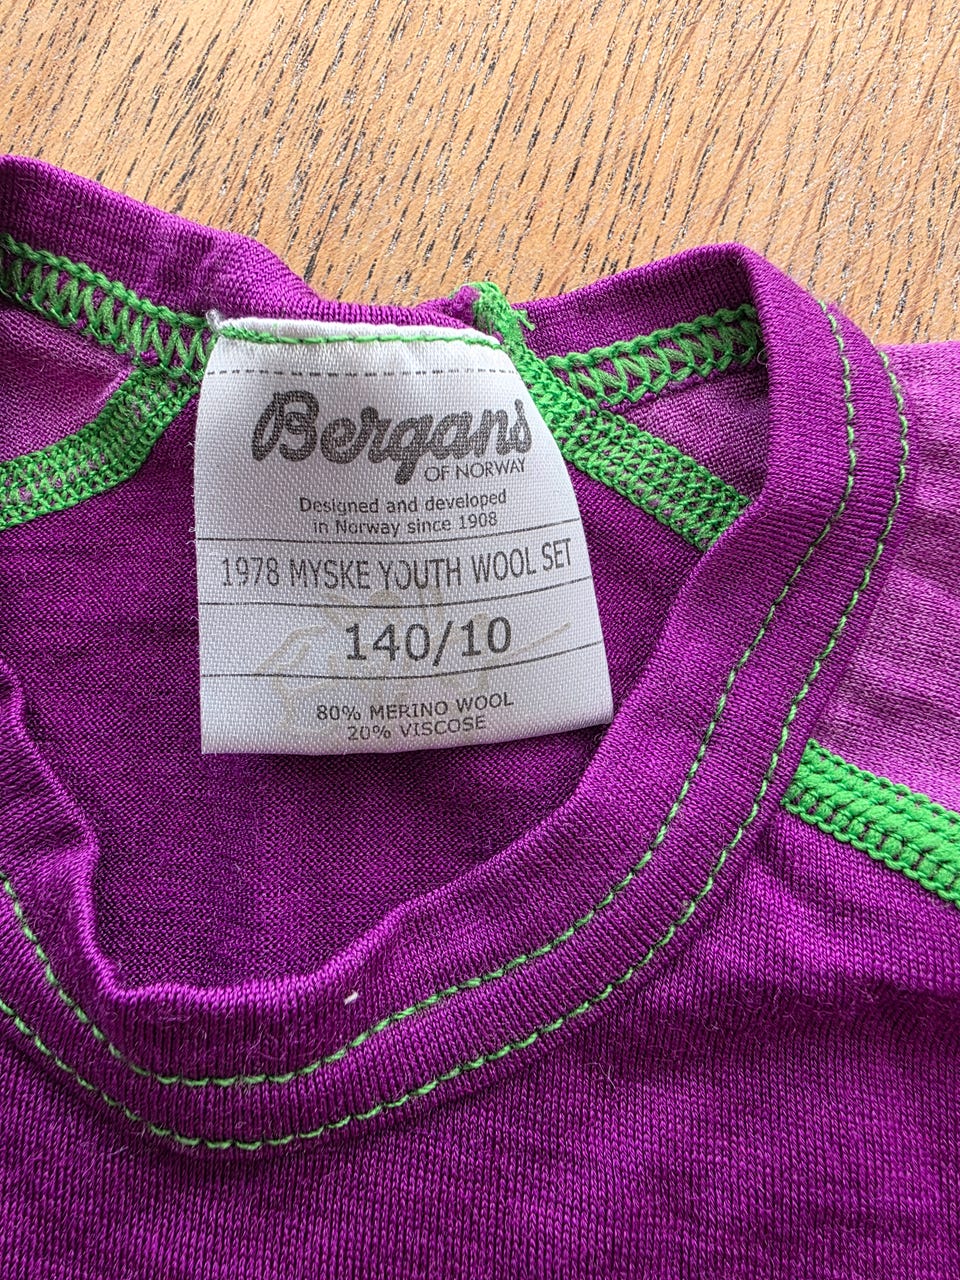 Bergans
OF NORWAY
Designed and developed
in Norway since 1908
1978 MYSKE YOUTH WOOL SET
140/10
80% MERINO WOOL
20% VISCOSE